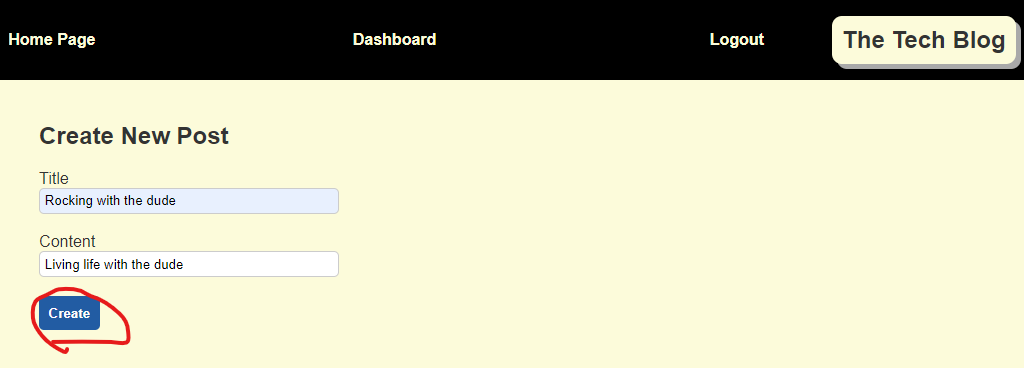 Home Page Dashboard Logout The Tech Blog
Create New Post
Title
Rocking with the dude
Content
Living life with the dude
Create